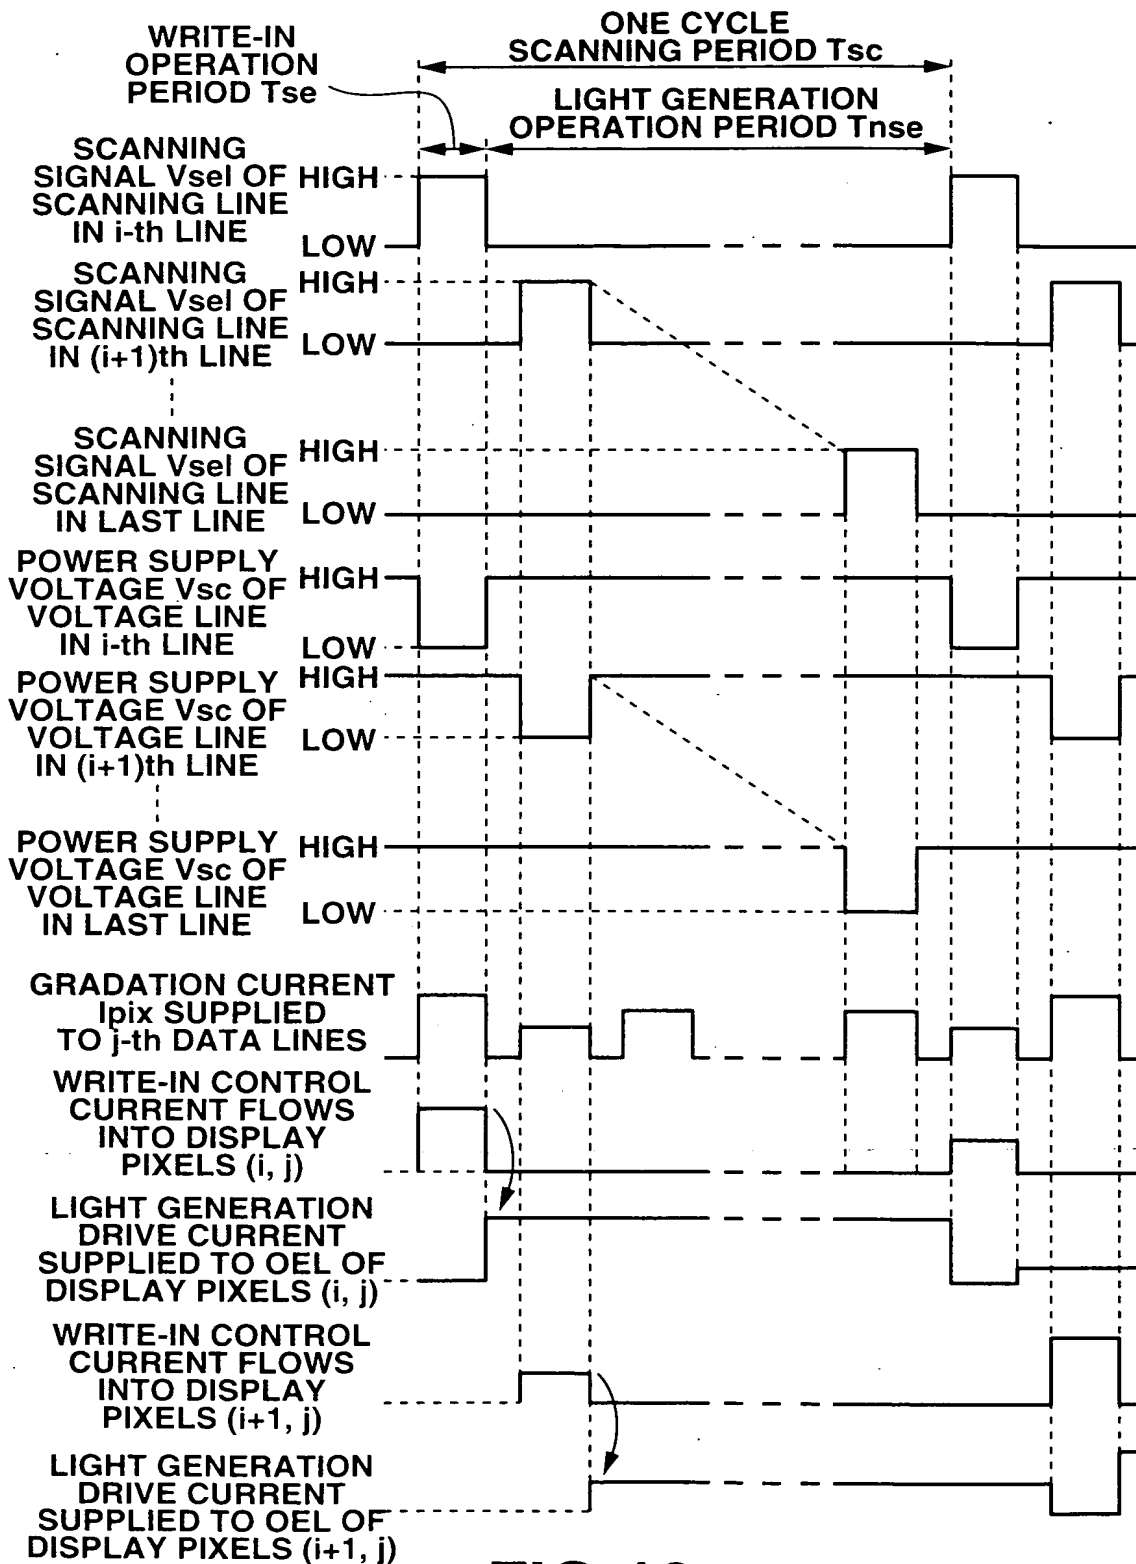 WRITE-IN
OPERATION
PERIOD Tse
ONE CYCLE
SCANNING PERIOD Tsc
LIGHT GENERATION
OPERATION PERIOD Tnse
SCANNING
SIGNAL Vsel OF
SCANNING LINE
IN i-th LINE
HIGH
LOW
SCANNING
SIGNAL Vsel OF
SCANNING LINE
IN (i+1)th LINE
HIGH
LOW
SCANNING
SIGNAL Vsel OF
SCANNING LINE
IN LAST LINE
HIGH
LOW
POWER SUPPLY
VOLTAGE Vsc OF
VOLTAGE LINE
IN i-th LINE
HIGH
LOW
POWER SUPPLY
VOLTAGE Vsc OF
VOLTAGE LINE
IN (i+1)th LINE
HIGH
LOW
POWER SUPPLY
VOLTAGE Vsc OF
VOLTAGE LINE
IN LAST LINE
HIGH
LOW
GRADATION CURRENT
Ipix SUPPLIED
TO j-th DATA LINES
WRITE-IN CONTROL
CURRENT FLOWS
INTO DISPLAY
PIXELS (i, j)
LIGHT GENERATION
DRIVE CURRENT
SUPPLIED TO OEL OF
DISPLAY PIXELS (i, j)
WRITE-IN CONTROL
CURRENT FLOWS
INTO DISPLAY
PIXELS (i+1, j)
LIGHT GENERATION
DRIVE CURRENT
SUPPLIED TO OEL OF
DISPLAY PIXELS (i+1, j)